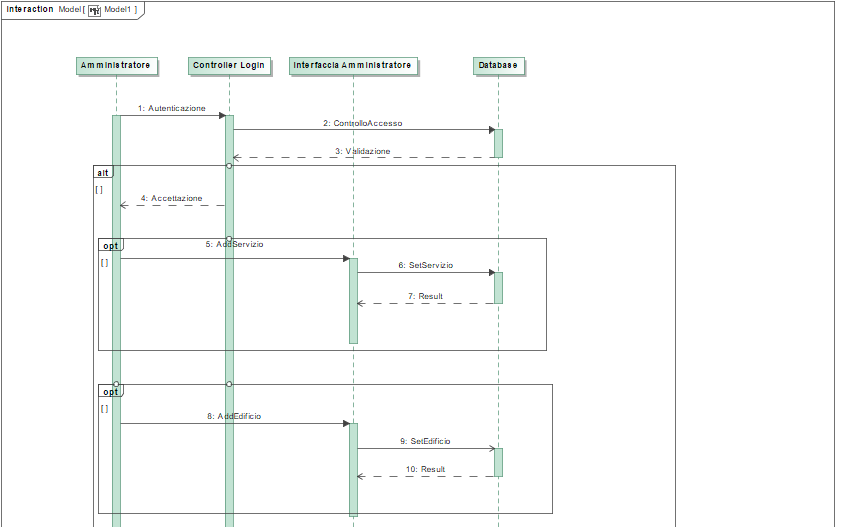 Interaction Model[ Model1 ]
Amministratore
Controller Login
Interfaccia Amministratore
Database
1: Autenticazione
2: ControlloAccesso
3: Validazione
alt
[ ]
4: Accettazione
opt
5: AddServizio
[ ]
6: SetServizio
7: Result
opt
[ ]
8: AddEdificio
9: SetEdificio
10: Result